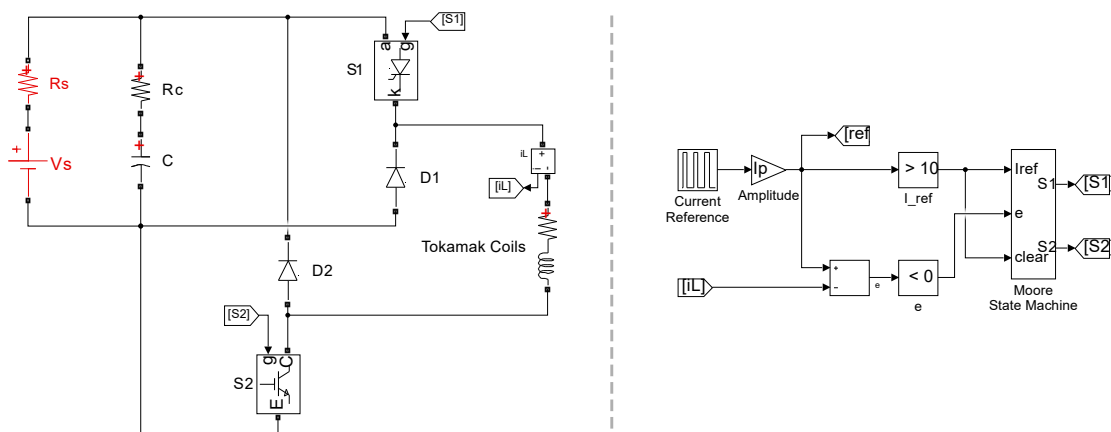 [S1]
a
g
S1
k
Rs
Rc
Vs
C
iL
+
-
i
[iL]
D1
Tokamak Coils
D2
[S2]
g
C
S2
E
[ref
Ip
> 10
Iref
S1
[S1]
Current
Reference
Amplitude
I_ref
e
S2
[S2]
clear
+
-
[iL]
e
< 0
e
Moore
State Machine